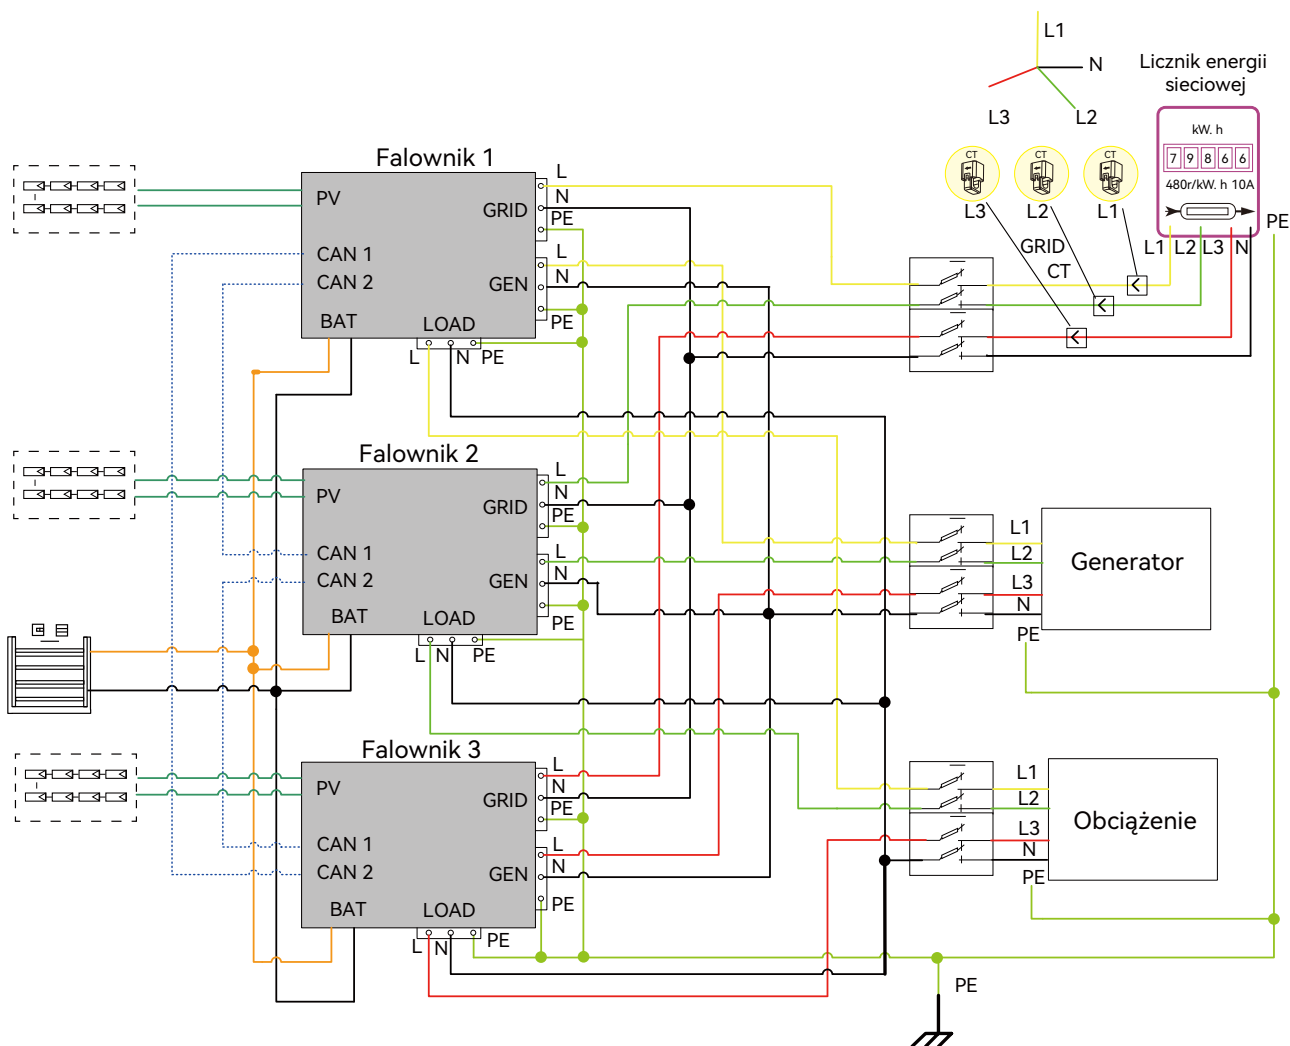 L1
N
L3
L2
Licznik energii
sieciowej
kW. h
7 9 8 6 6
480r/kW. h 10A
L1 L2 L3 N
PE
CT
CT
CT
L3
L2
L1
GRID
CT
Falownik 1
PV
CAN 1
CAN 2
BAT
LOAD
GRID
GEN
L
N
PE
L
N
PE
L
N
PE
Falownik 2
PV
CAN 1
CAN 2
BAT
LOAD
GRID
GEN
L
N
PE
L
N
PE
L
N
PE
L1
L2
L3
N
PE
Generator
Falownik 3
PV
CAN 1
CAN 2
BAT
LOAD
GRID
GEN
L
N
PE
L
N
PE
L
N
PE
L1
L2
L3
N
PE
Obciążenie
PE